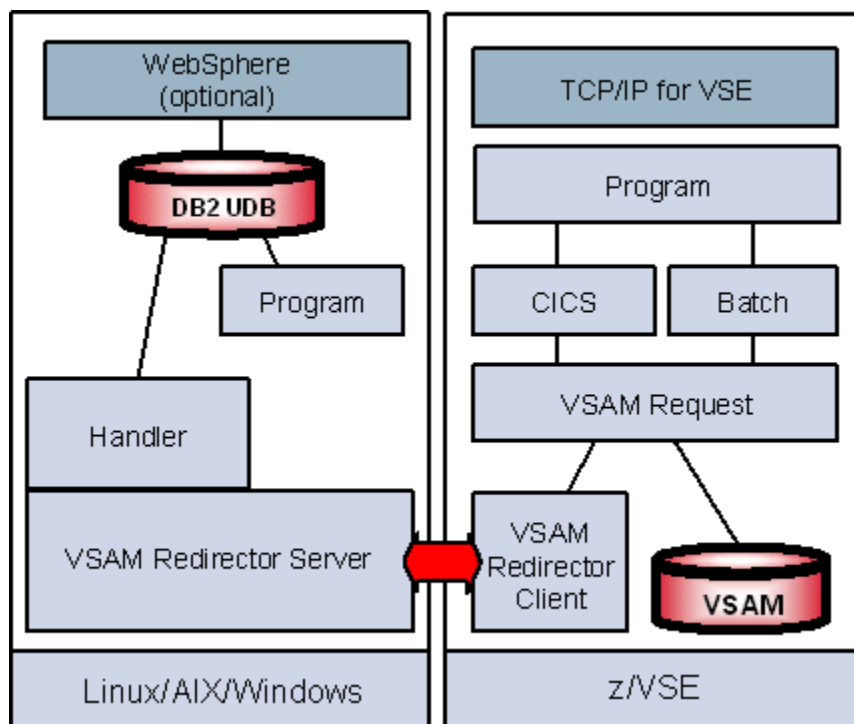 WebSphere
(optional)
DB2 UDB
Program
Handler
VSAM Redirector Server
Linux/AIX/Windows
TCP/IP for VSE
Program
CICS
Batch
VSAM Request
VSAM
Redirector
Client
VSAM
z/VSE